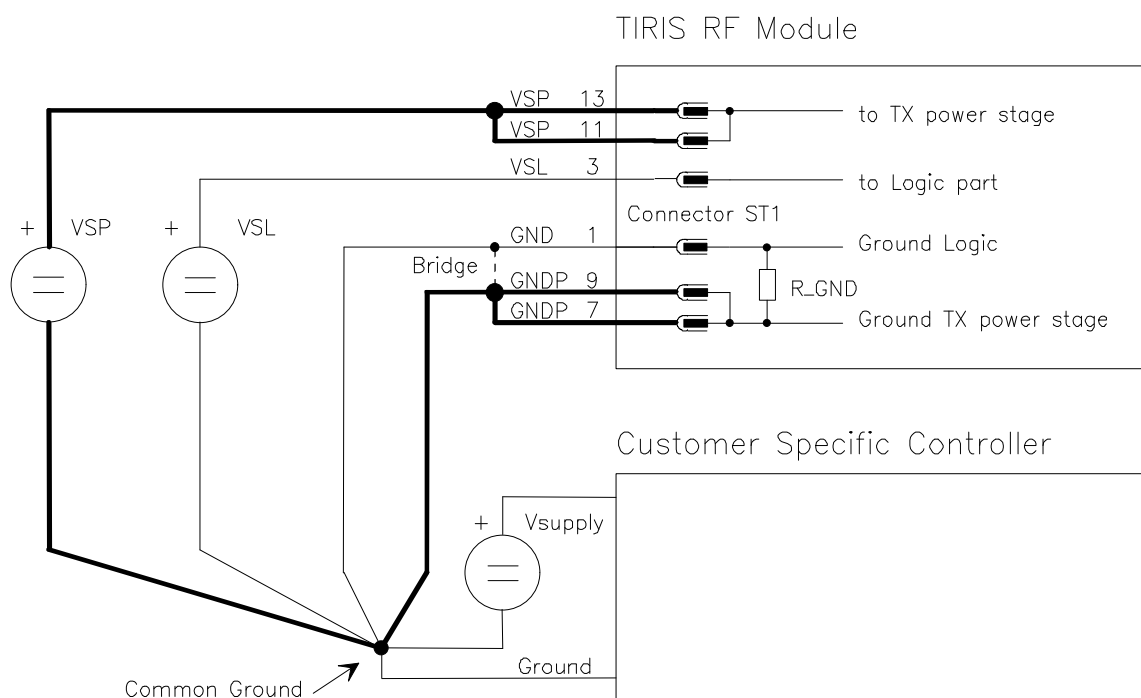 TIRIS RF Module
VSP 13
to TX power stage
VSP 11
VSL 3
to Logic part
Connector ST1
+ VSP
+ VSL
GND 1
Ground Logic
Bridge
GNDP 9
R_GND
GNDP 7
Ground TX power stage
Customer Specific Controller
+ Vsupply
Ground
Common Ground